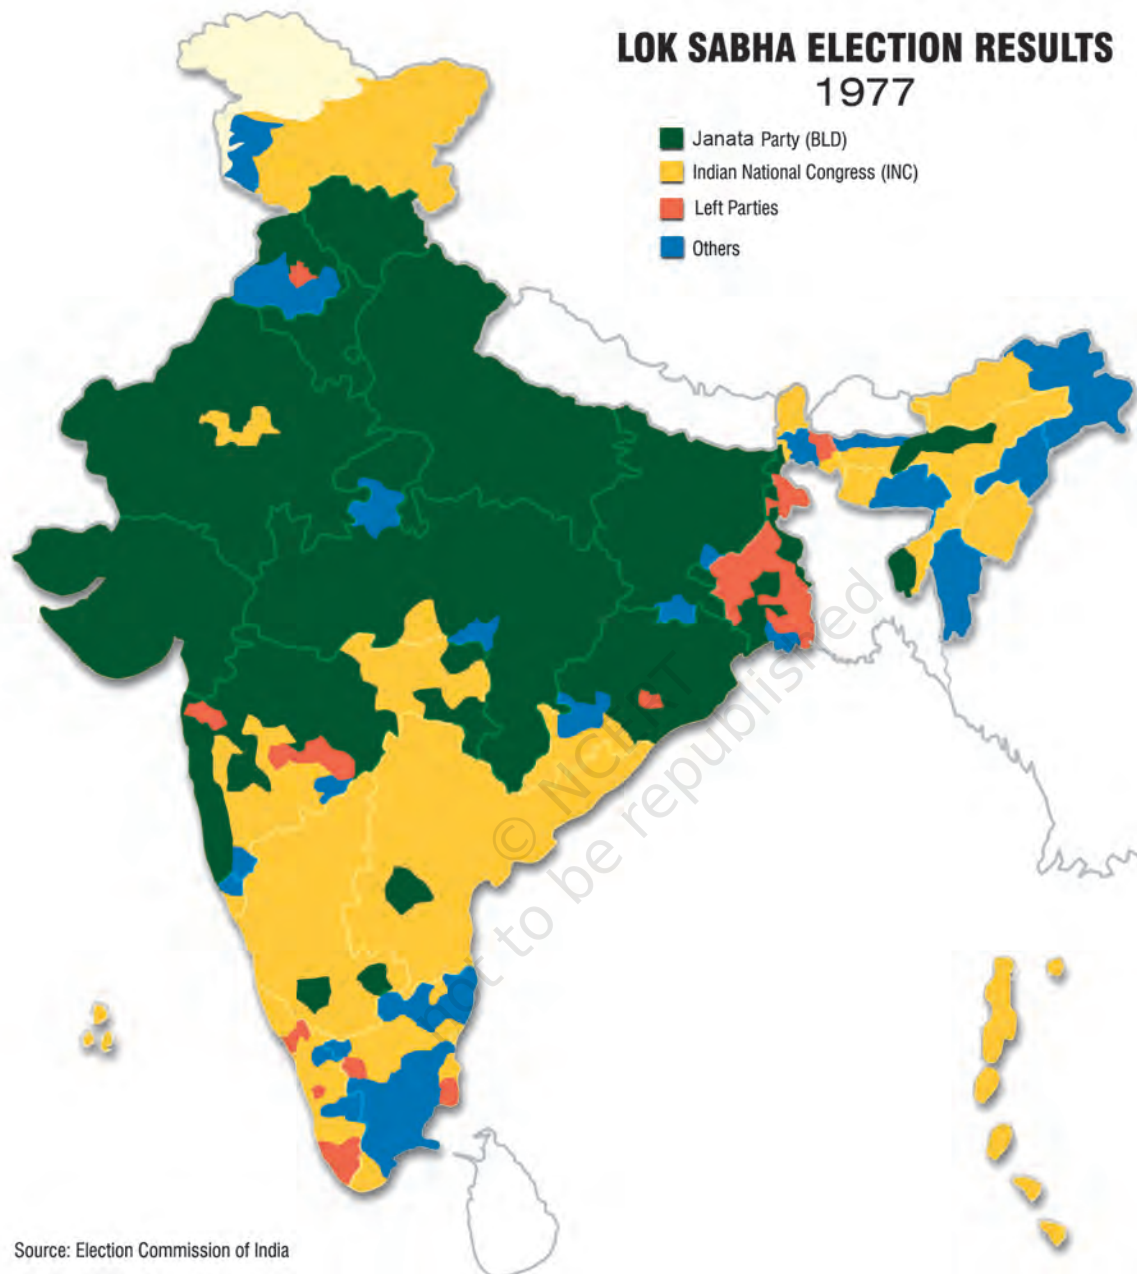 LOK SABHA ELECTION RESULTS
1977
Janata Party (BLD)
Indian National Congress (INC)
Left Parties
Others
© NCERT
not to be republished
Source: Election Commission of India